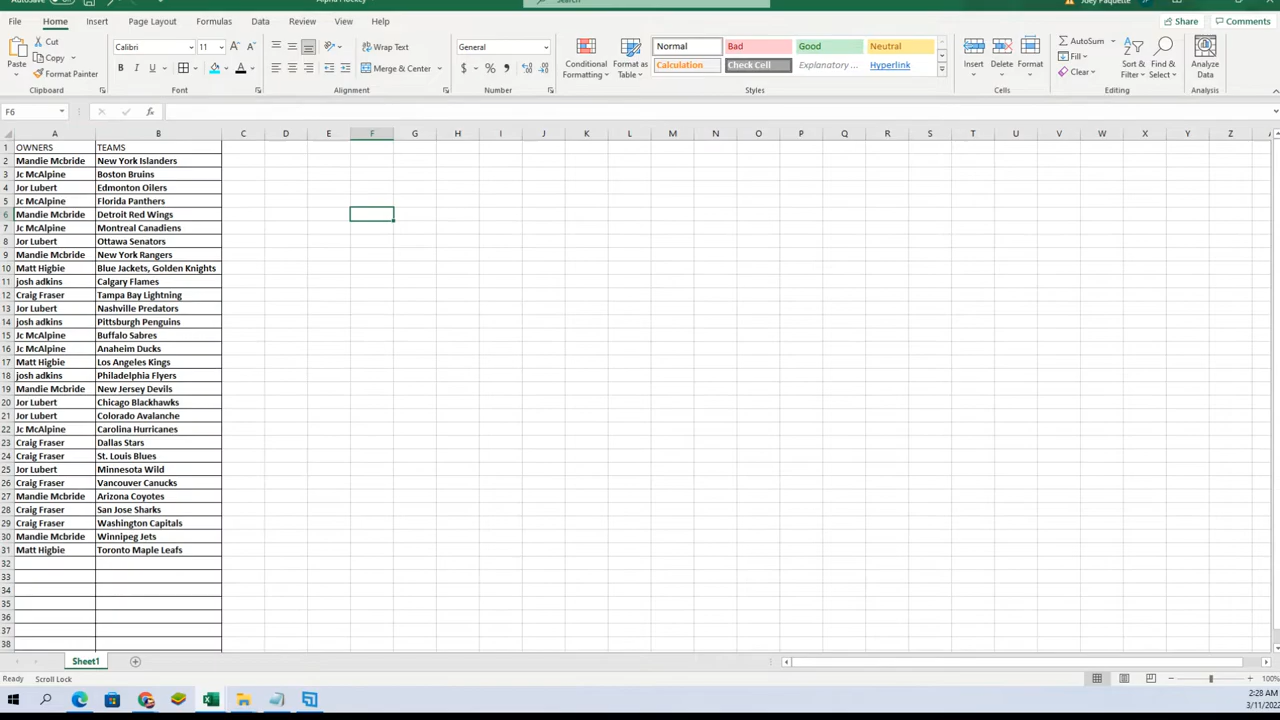 AutoSave Off Alpha Hockey Search Joey Paquette
File Home Insert Page Layout Formulas Data Review View Help Share Comments
Cut Calibri 11 Wrap Text General Normal Bad Good Neutral AutoSum
Copy Fill
Paste Conditional Format as Insert Delete Format Sort & Find & Analyze
Format Painter Merge & Center Calculation Check Cell Explanatory ... Hyperlink Clear
Formatting Table Filter Select Data
Clipboard Font Alignment Number Styles Cells Editing Analysis
F6 fx
A B C D E F G H I J K L M N O P Q R S T U V W X Y Z
1 OWNERS TEAMS
2 Mandie Mcbride New York Islanders
3 Jc McAlpine Boston Bruins
4 Jor Lubert Edmonton Oilers
5 Jc McAlpine Florida Panthers
6 Mandie Mcbride Detroit Red Wings
7 Jc McAlpine Montreal Canadiens
8 Jor Lubert Ottawa Senators
9 Mandie Mcbride New York Rangers
10 Matt Higbie Blue Jackets, Golden Knights
11 josh adkins Calgary Flames
12 Craig Fraser Tampa Bay Lightning
13 Jor Lubert Nashville Predators
14 josh adkins Pittsburgh Penguins
15 Jc McAlpine Buffalo Sabres
16 Jc McAlpine Anaheim Ducks
17 Matt Higbie Los Angeles Kings
18 josh adkins Philadelphia Flyers
19 Mandie Mcbride New Jersey Devils
20 Jor Lubert Chicago Blackhawks
21 Jor Lubert Colorado Avalanche
22 Jc McAlpine Carolina Hurricanes
23 Craig Fraser Dallas Stars
24 Craig Fraser St. Louis Blues
25 Jor Lubert Minnesota Wild
26 Craig Fraser Vancouver Canucks
27 Mandie Mcbride Arizona Coyotes
28 Craig Fraser San Jose Sharks
29 Craig Fraser Washington Capitals
30 Mandie Mcbride Winnipeg Jets
31 Matt Higbie Toronto Maple Leafs
32
33
34
35
36
37
38
Sheet1
Ready Scroll Lock 100%
2:28 AM
3/11/202